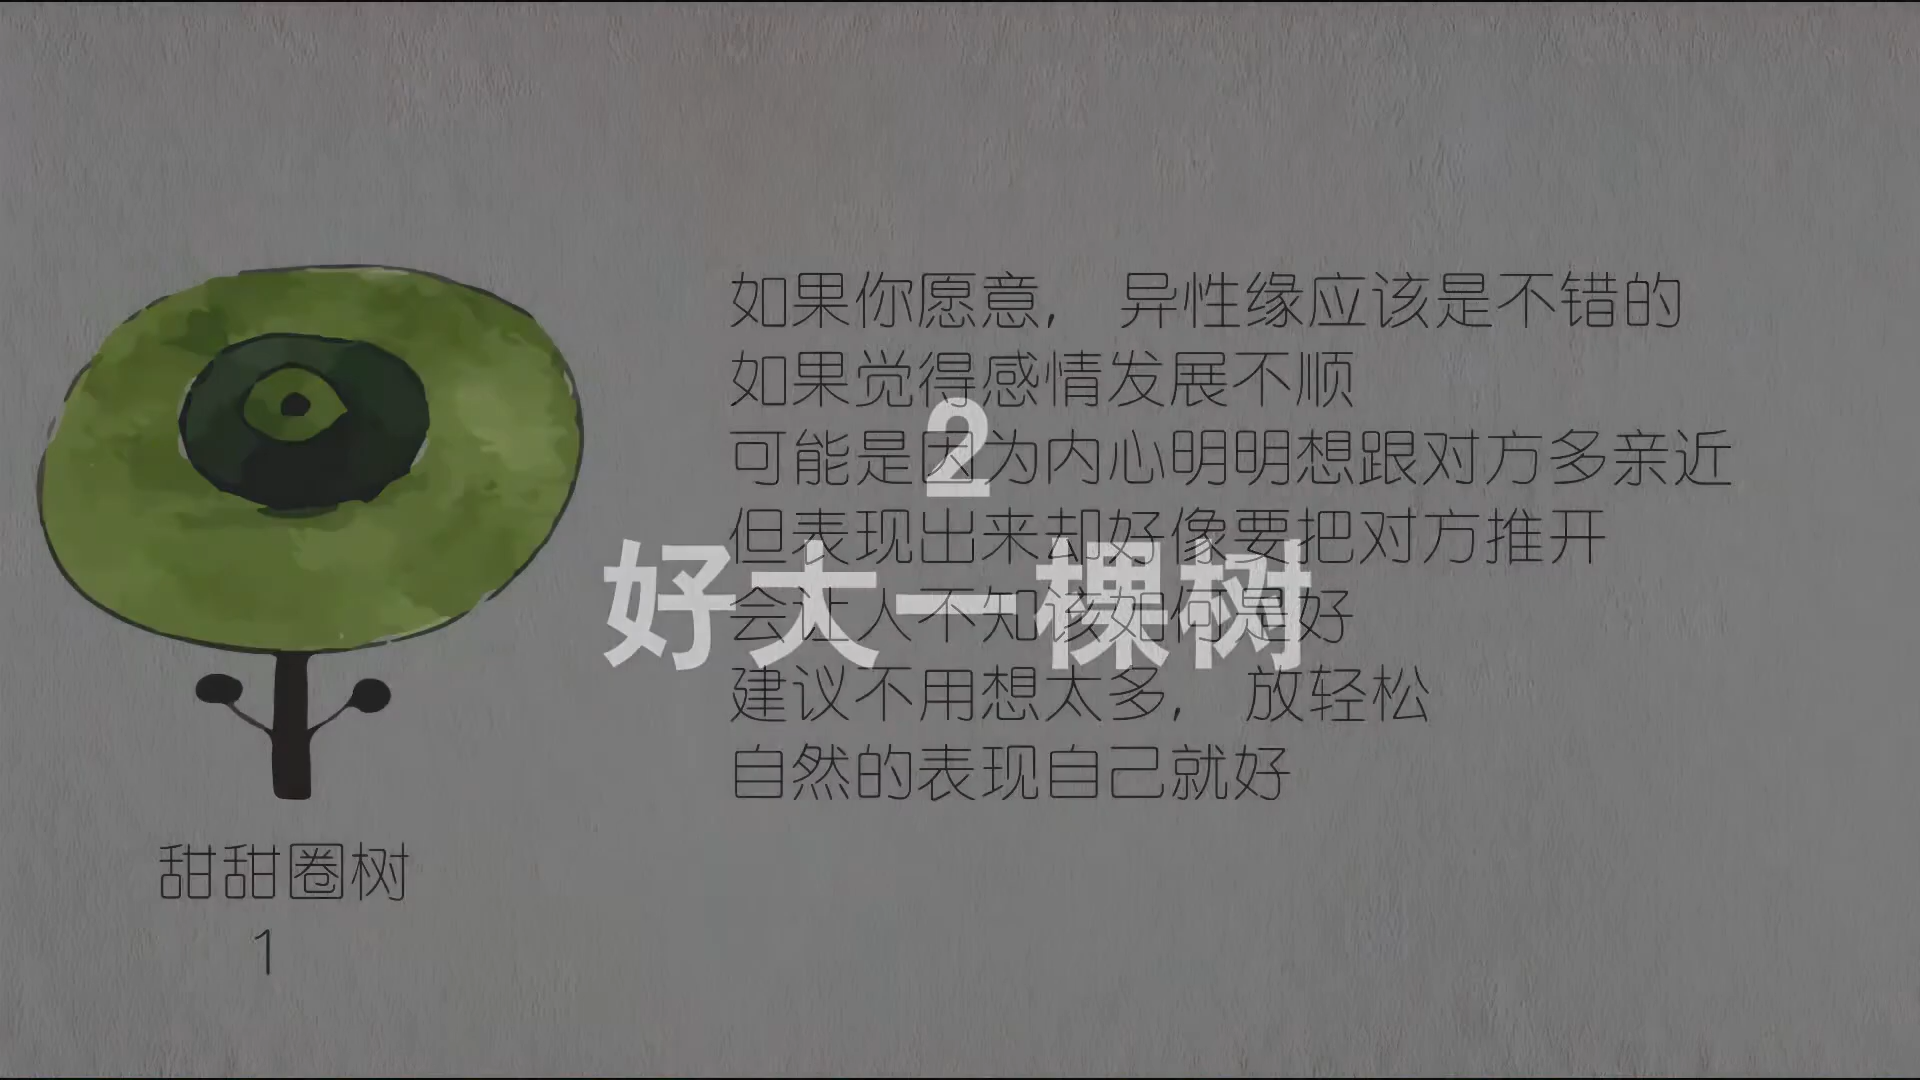 如果你愿意， 异性缘应该是不错的
如果觉得感情发展不顺
可能是因为内心明明想跟对方多亲近
但表现出来却好像要把对方推开
会让人不知该如何是好
建议不用想太多， 放轻松
自然的表现自己就好
2
好大一棵树
甜甜圈树
1